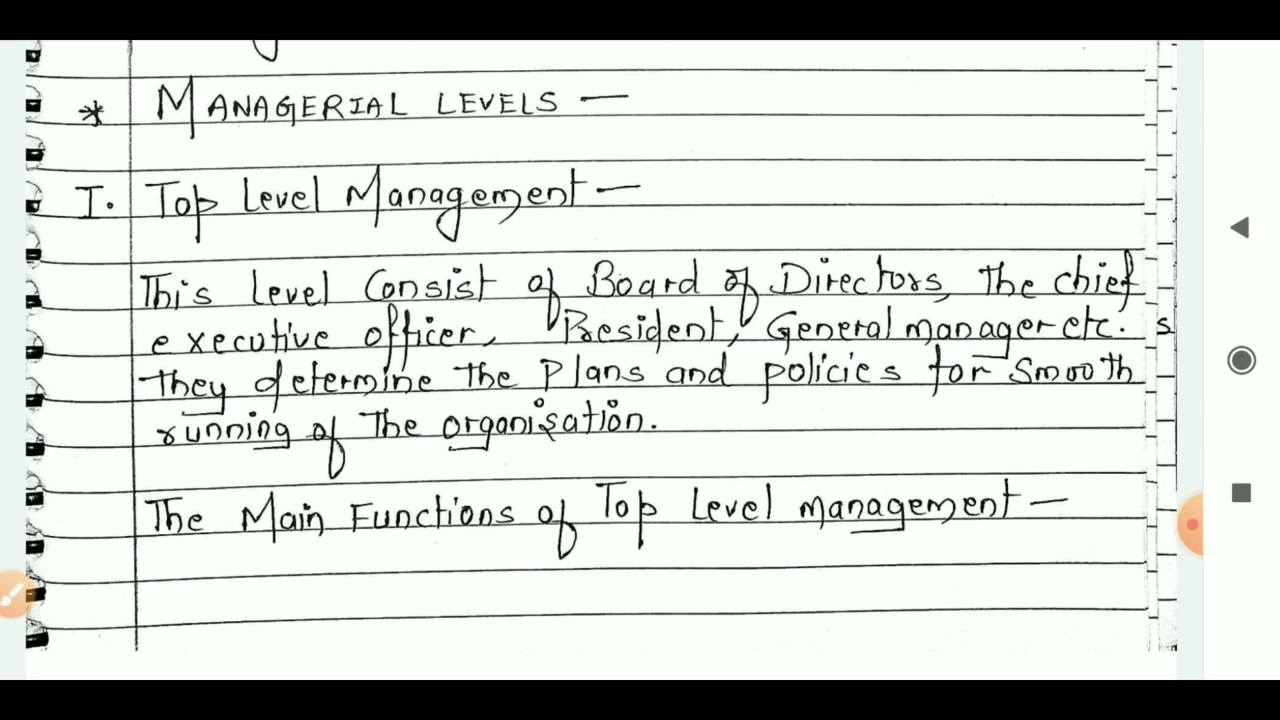 * MANAGERIAL LEVELS —
I. Top Level Management —
This level Consist of Board of Directors, The chief
executive officer, President, General manager etc. s
They determine The Plans and policies for Smooth
running of The organisation.
The Main Functions of Top Level management —